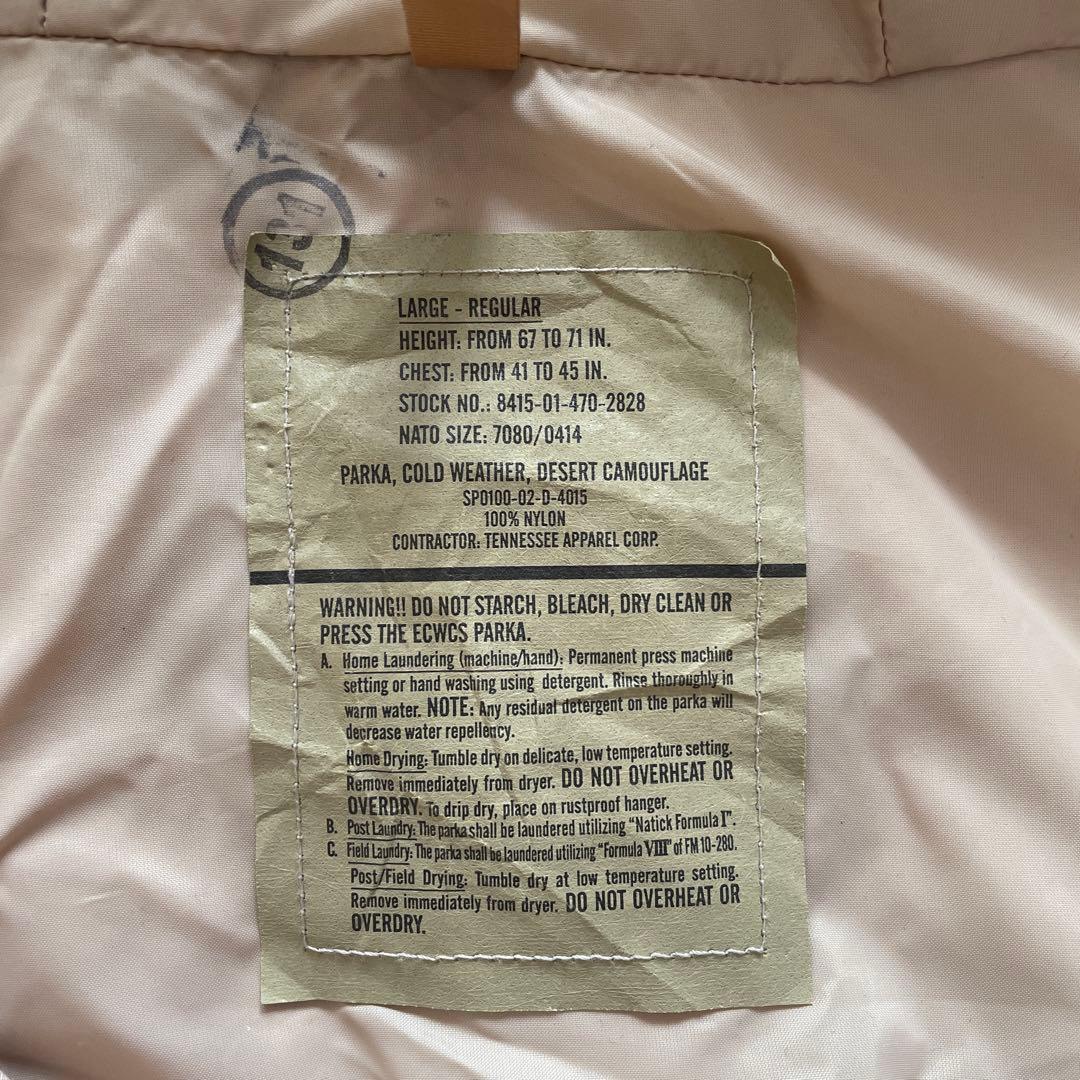 131
LARGE - REGULAR
HEIGHT: FROM 67 TO 71 IN.
CHEST: FROM 41 TO 45 IN.
STOCK NO.: 8415-01-470-2828
NATO SIZE: 7080/0414
PARKA, COLD WEATHER, DESERT CAMOUFLAGE
SPO100-02-D-4015
100% NYLON
CONTRACTOR: TENNESSEE APPAREL CORP.
WARNING!! DO NOT STARCH, BLEACH, DRY CLEAN OR
PRESS THE ECWCS PARKA.
A. Home Laundering (machine/hand): Permanent press machine
setting or hand washing using detergent. Rinse thoroughly in
warm water. NOTE: Any residual detergent on the parka will
decrease water repellency.
Home Drying: Tumble dry on delicate, low temperature setting.
Remove immediately from dryer. DO NOT OVERHEAT OR
OVERDRY. To drip dry, place on rustproof hanger.
B. Post Laundry: The parka shall be laundered utilizing "Natick Formula I".
C. Field Laundry: The parka shall be laundered utilizing "Formula VIII" of FM 10-280.
Post/Field Drying: Tumble dry at low temperature setting.
Remove immediately from dryer. DO NOT OVERHEAT OR
OVERDRY.